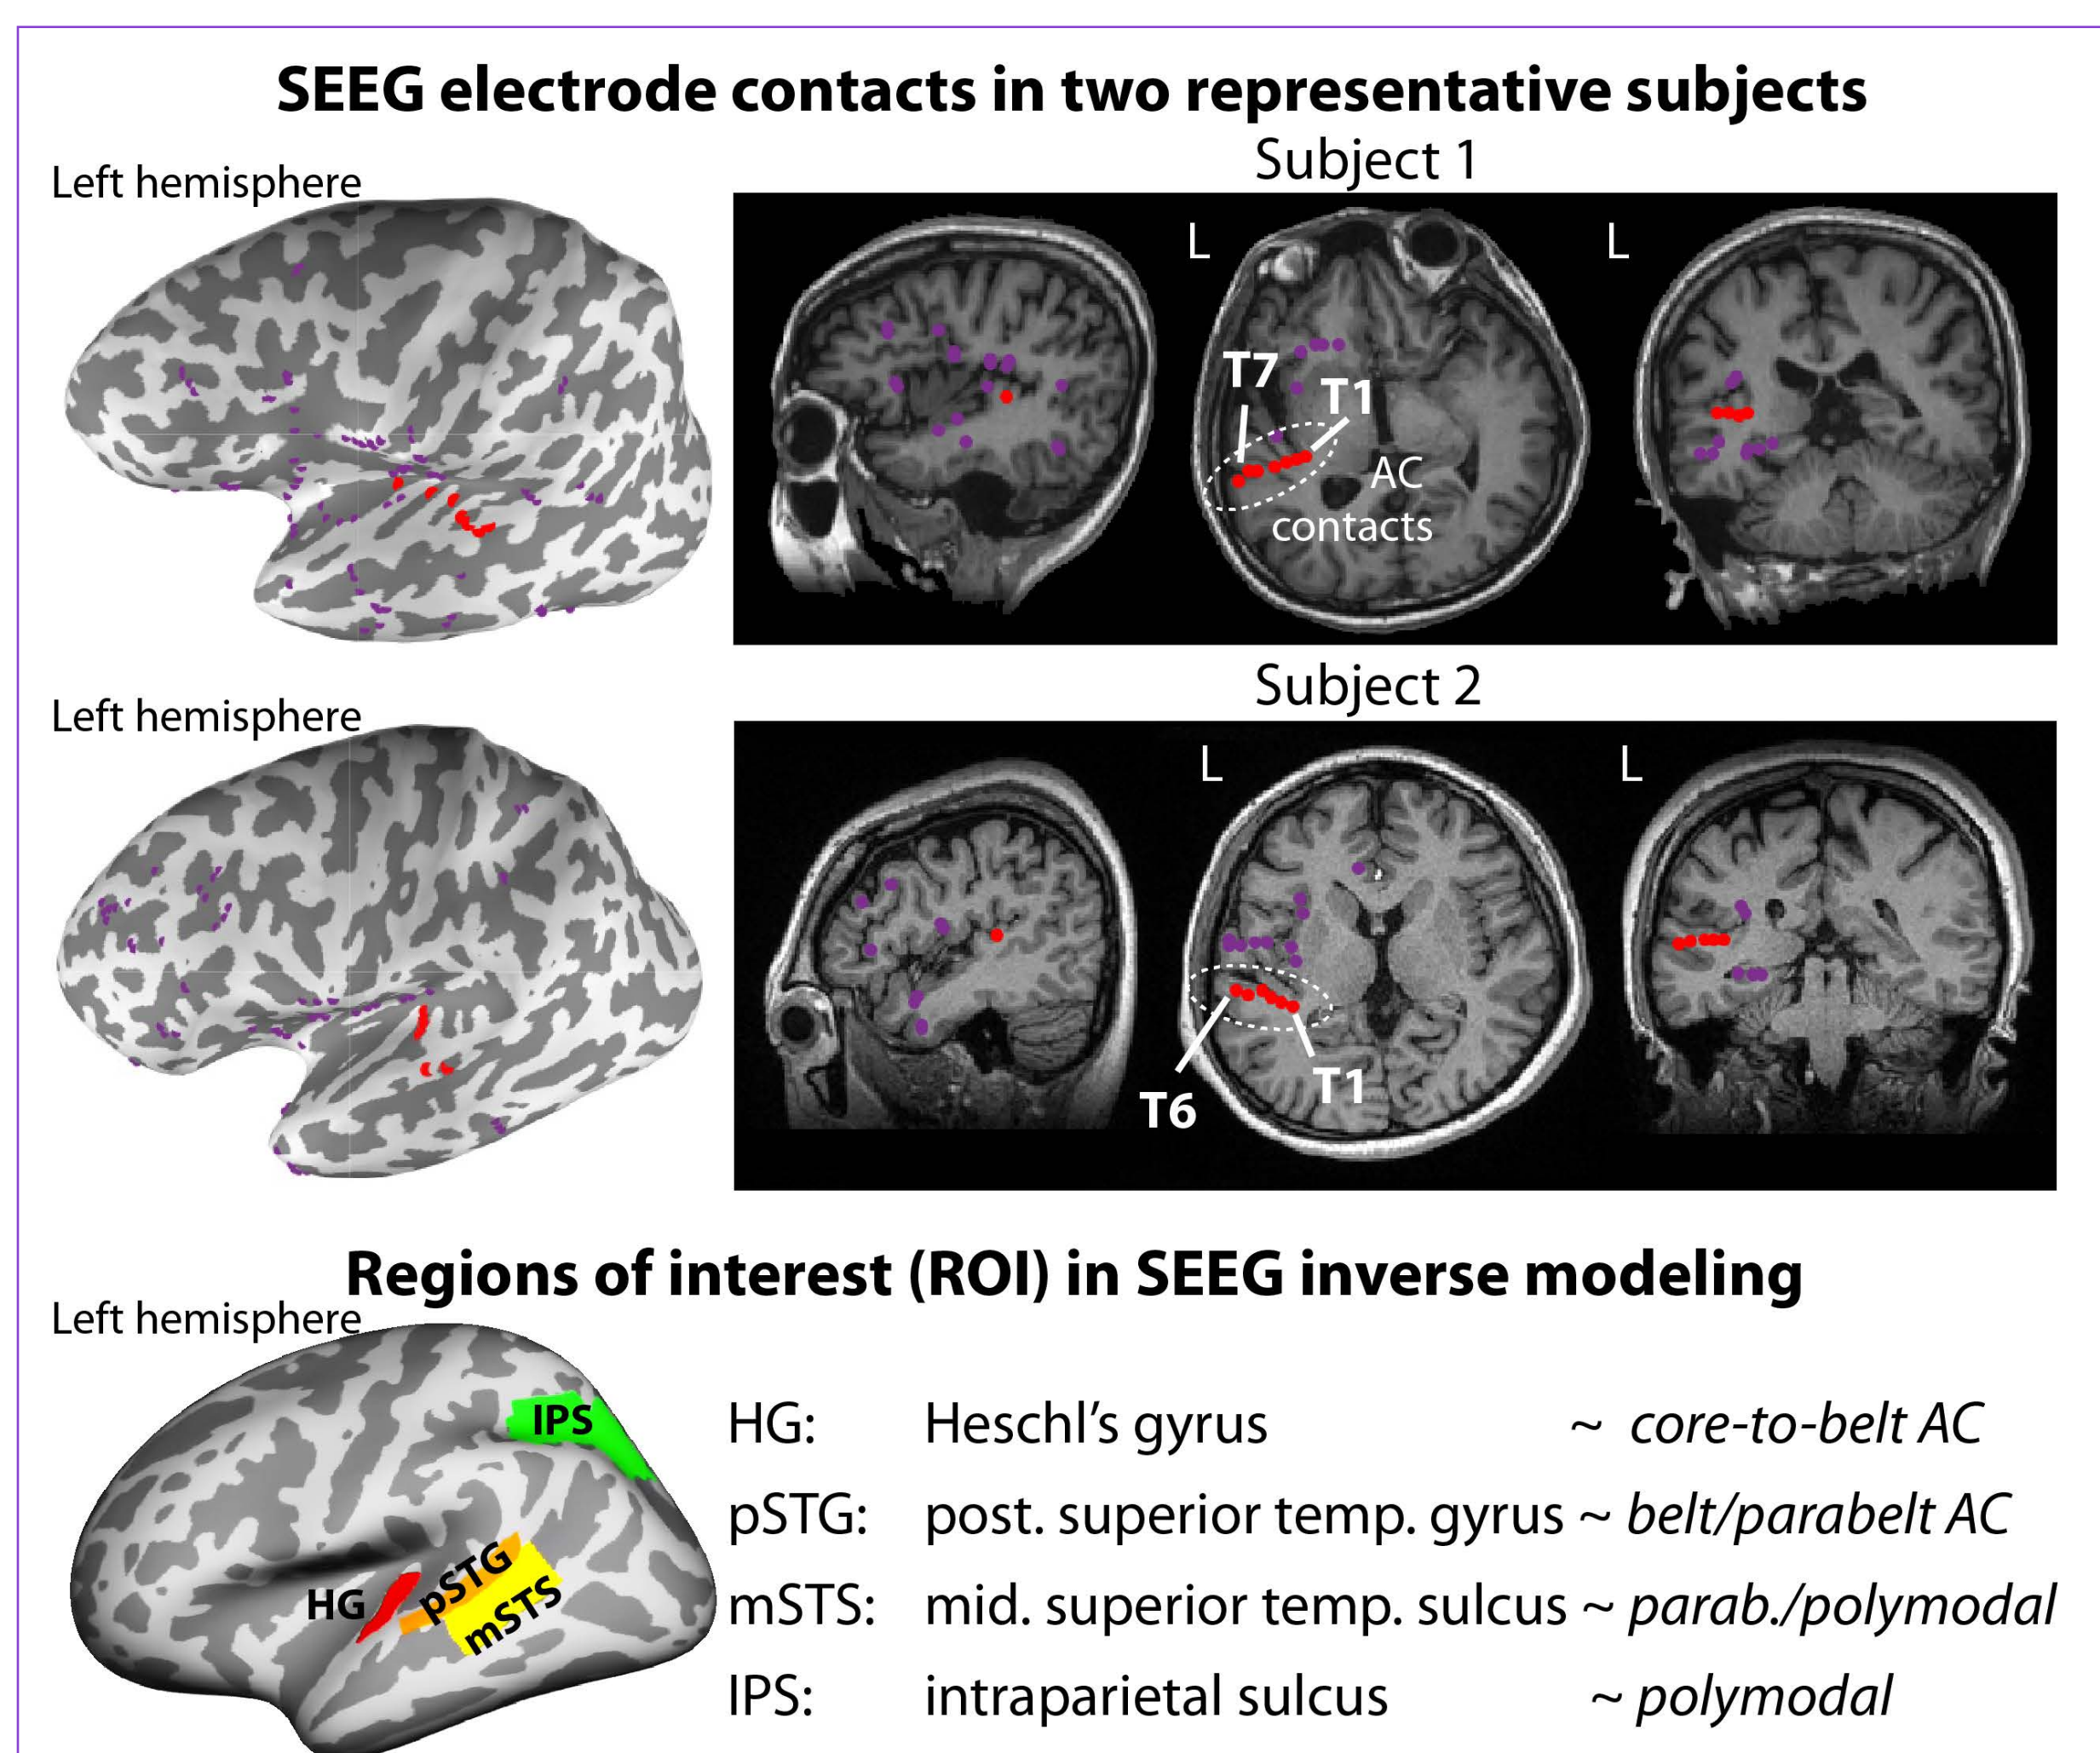 SEEG electrode contacts in two representative subjects
Subject 1
Left hemisphere
L
L
T7
T1
AC
contacts
Subject 2
Left hemisphere
L
L
T1
T6
Regions of interest (ROI) in SEEG inverse modeling
Left hemisphere
IPS
HG
pSTG
mSTS
HG: Heschl’s gyrus ~ core-to-belt AC
pSTG: post. superior temp. gyrus ~ belt/parabelt AC
mSTS: mid. superior temp. sulcus ~ parab./polymodal
IPS: intraparietal sulcus ~ polymodal